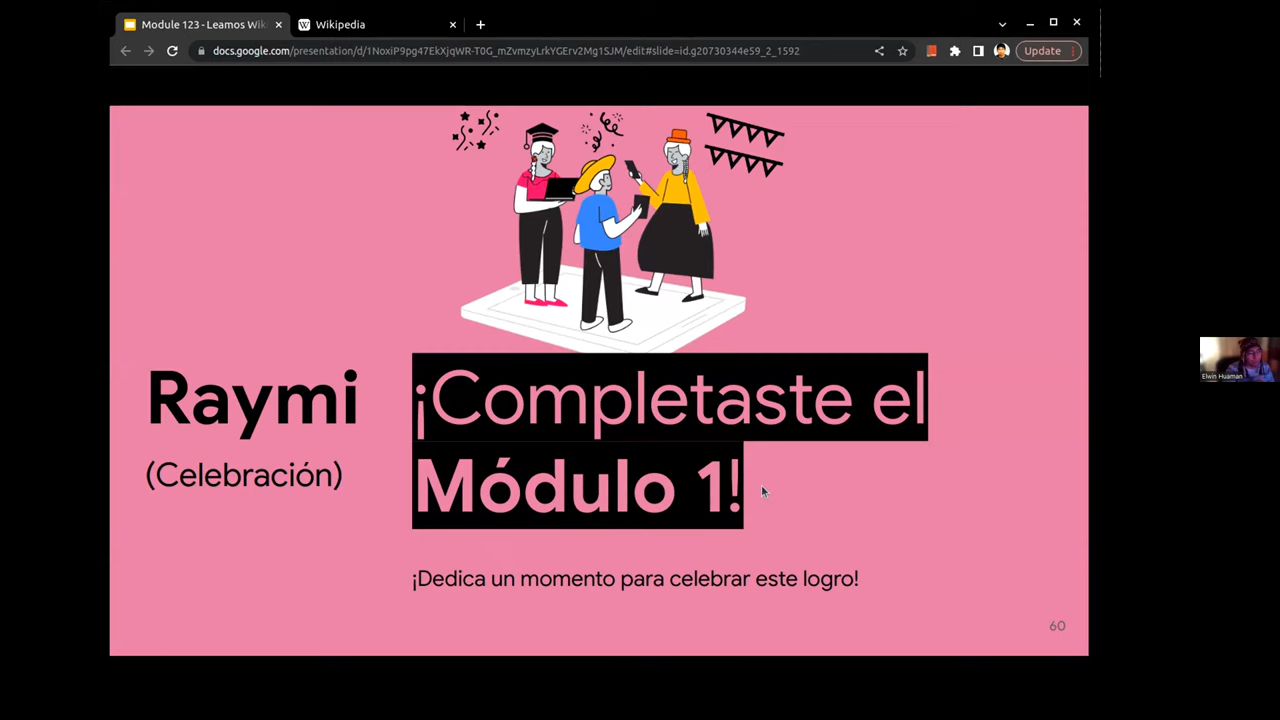 Module 123 - Leamos Wiki
Wikipedia
docs.google.com/presentation/d/1NoxiP9pg47EkXjqWR-T0G_mZvmzyLrkYGErv2Mg1SJM/edit#slide=id.g20730344e59_2_1592
Update
Raymi
(Celebración)
¡Completaste el
Módulo 1!
¡Dedica un momento para celebrar este logro!
60
Elwin Huaman